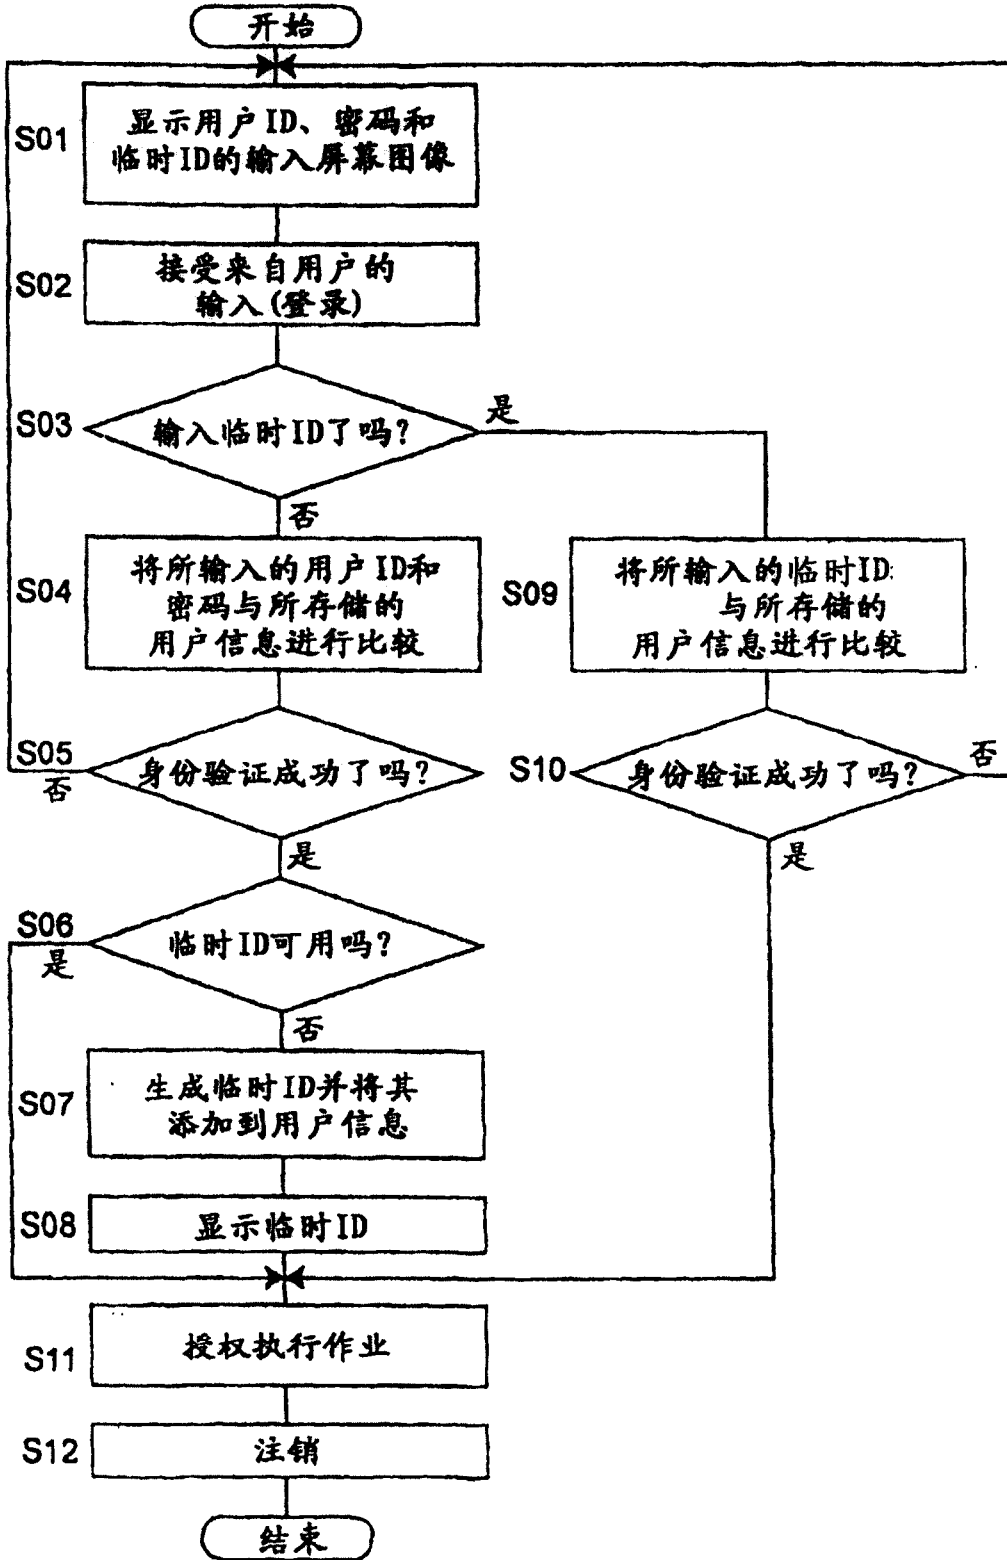 开始
S01
显示用户ID、密码和
临时ID的输入屏幕图像
S02
接受来自用户的
输入(登录)
S03
输入临时ID了吗?
是
否
S04
将所输入的用户ID和
密码与所存储的
用户信息进行比较
S09
将所输入的临时ID
与所存储的
用户信息进行比较
S05
身份验证成功了吗?
否
是
S10
身份验证成功了吗?
否
是
S06
临时ID可用吗?
是
否
S07
生成临时ID并将其
添加到用户信息
S08
显示临时ID
S11
授权执行作业
S12
注销
结束